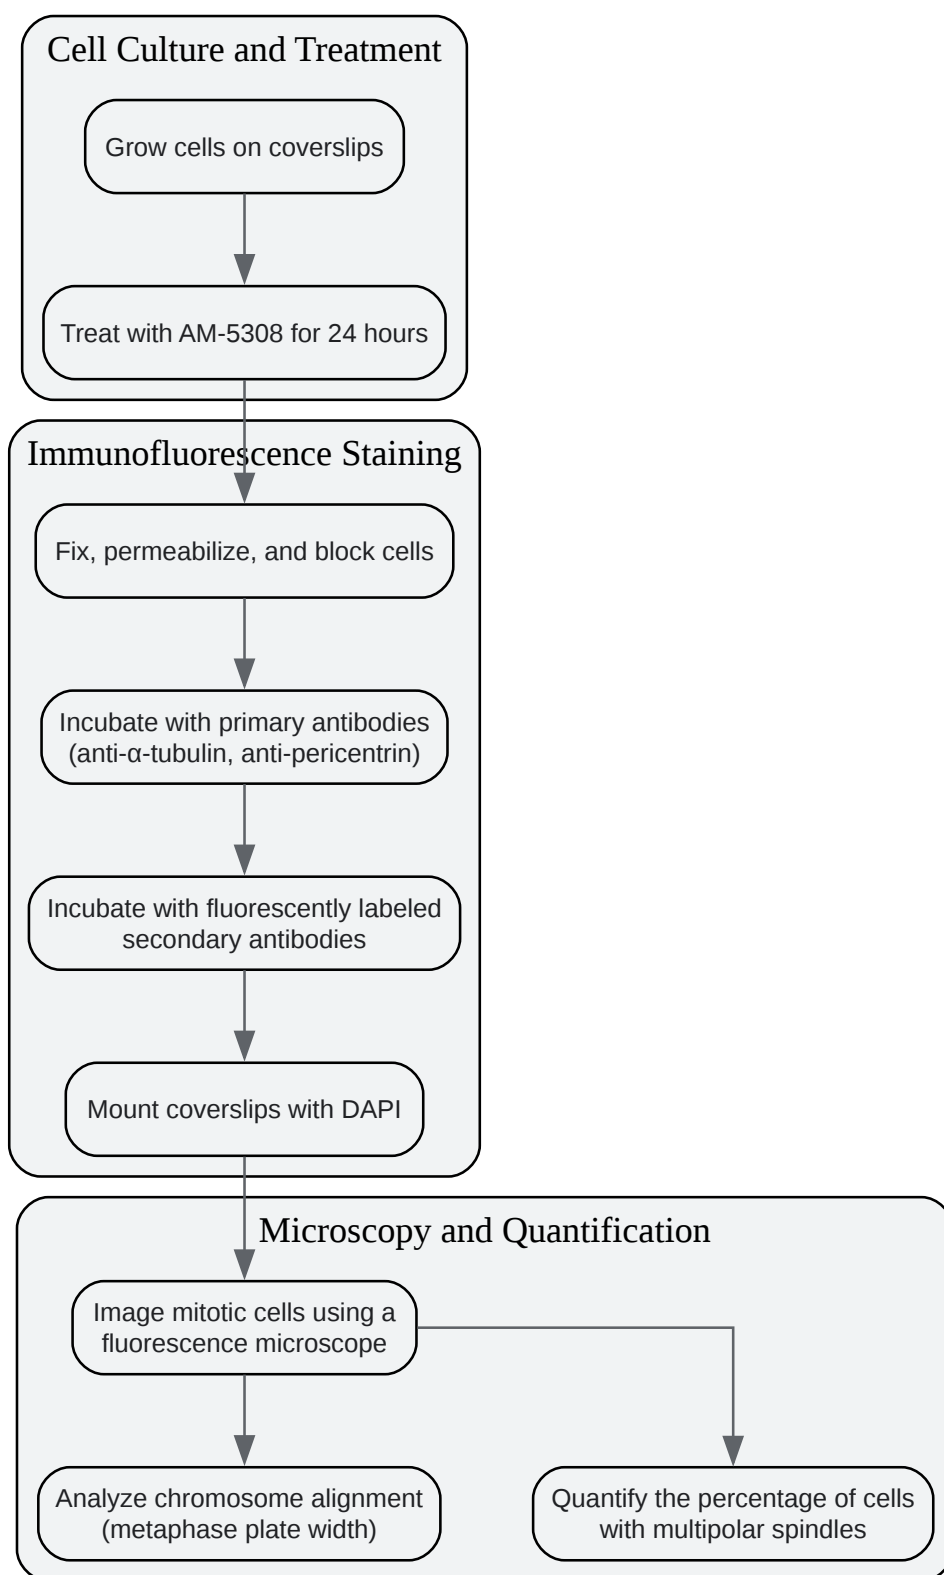 Cell Culture and Treatment
Grow cells on coverslips
Treat with AM-5308 for 24 hours
Immunofluorescence Staining
Fix, permeabilize, and block cells
Incubate with primary antibodies
(anti-α-tubulin, anti-pericentrin)
Incubate with fluorescently labeled
secondary antibodies
Mount coverslips with DAPI
Microscopy and Quantification
Image mitotic cells using a
fluorescence microscope
Analyze chromosome alignment
(metaphase plate width)
Quantify the percentage of cells
with multipolar spindles